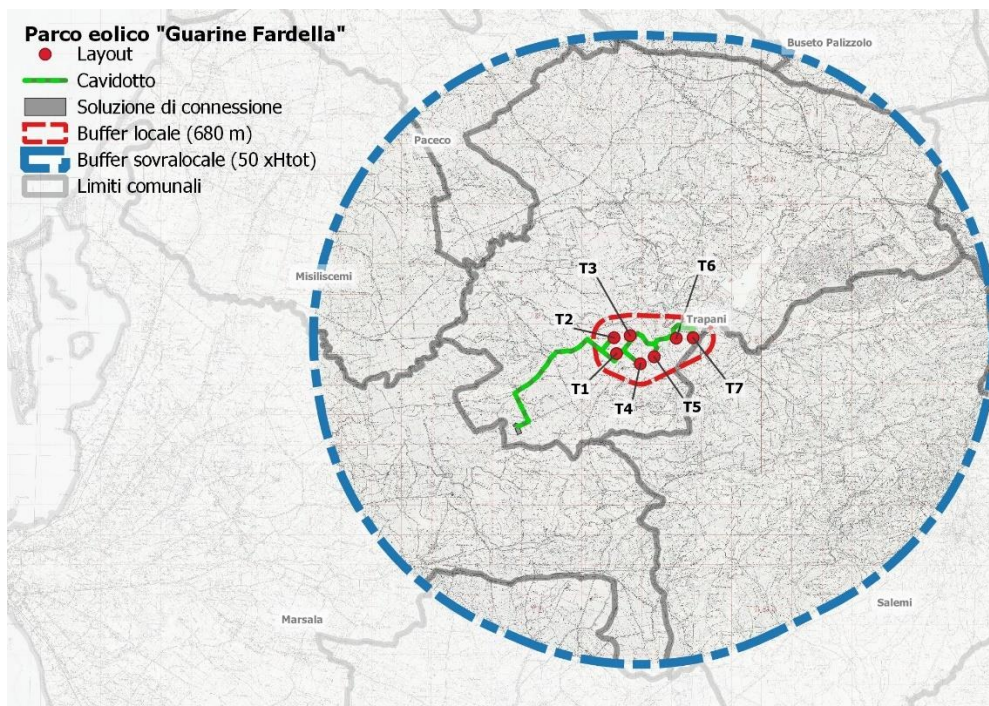 Parco eolico "Guarine Fardella"
Layout
Cavidotto
Soluzione di connessione
Buffer locale (680 m)
Buffer sovralocale (50 xHtot)
Limiti comunali
Buseto Palizzolo
Paceco
Misiliscemi
T3
T6
T2
Trapani
T1
T4
T5
T7
Marsala
Salemi